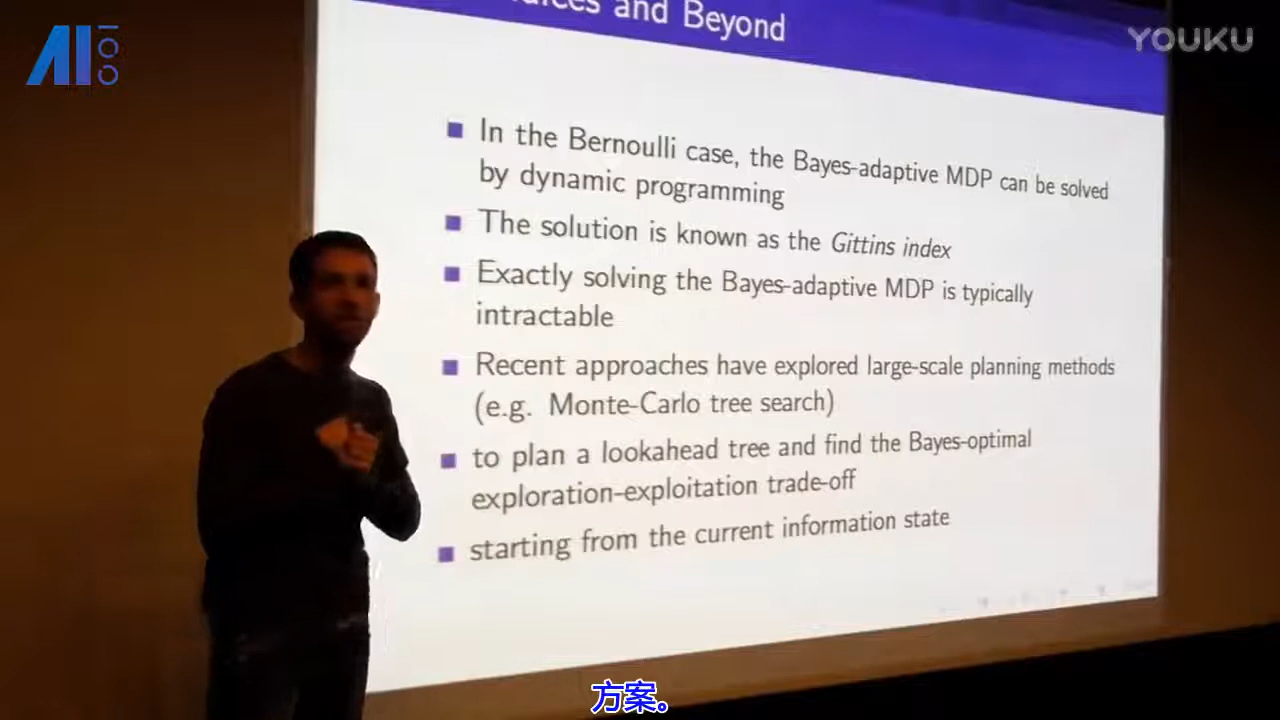 AI
100
YOUKU
and Beyond
In the Bernoulli case, the Bayes-adaptive MDP can be solved
by dynamic programming
The solution is known as the Gittins index
Exactly solving the Bayes-adaptive MDP is typically
intractable
Recent approaches have explored large-scale planning methods
(e.g. Monte-Carlo tree search)
to plan a lookahead tree and find the Bayes-optimal
exploration-exploitation trade-off
starting from the current information state
方案。